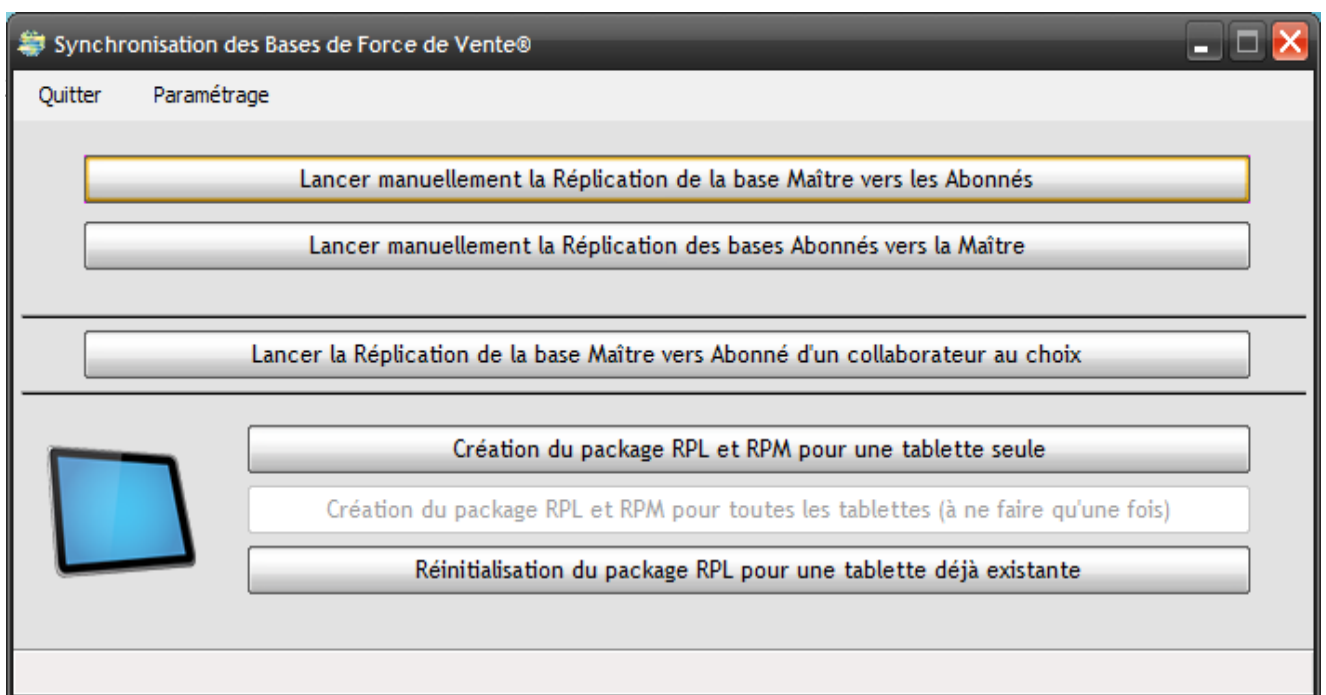 Synchronisation des Bases de Force de Vente®
Quitter Paramétrage
Lancer manuellement la Réplication de la base Maître vers les Abonnés
Lancer manuellement la Réplication des bases Abonnés vers la Maître
Lancer la Réplication de la base Maître vers Abonné d'un collaborateur au choix
Création du package RPL et RPM pour une tablette seule
Création du package RPL et RPM pour toutes les tablettes (à ne faire qu'une fois)
Réinitialisation du package RPL pour une tablette déjà existante